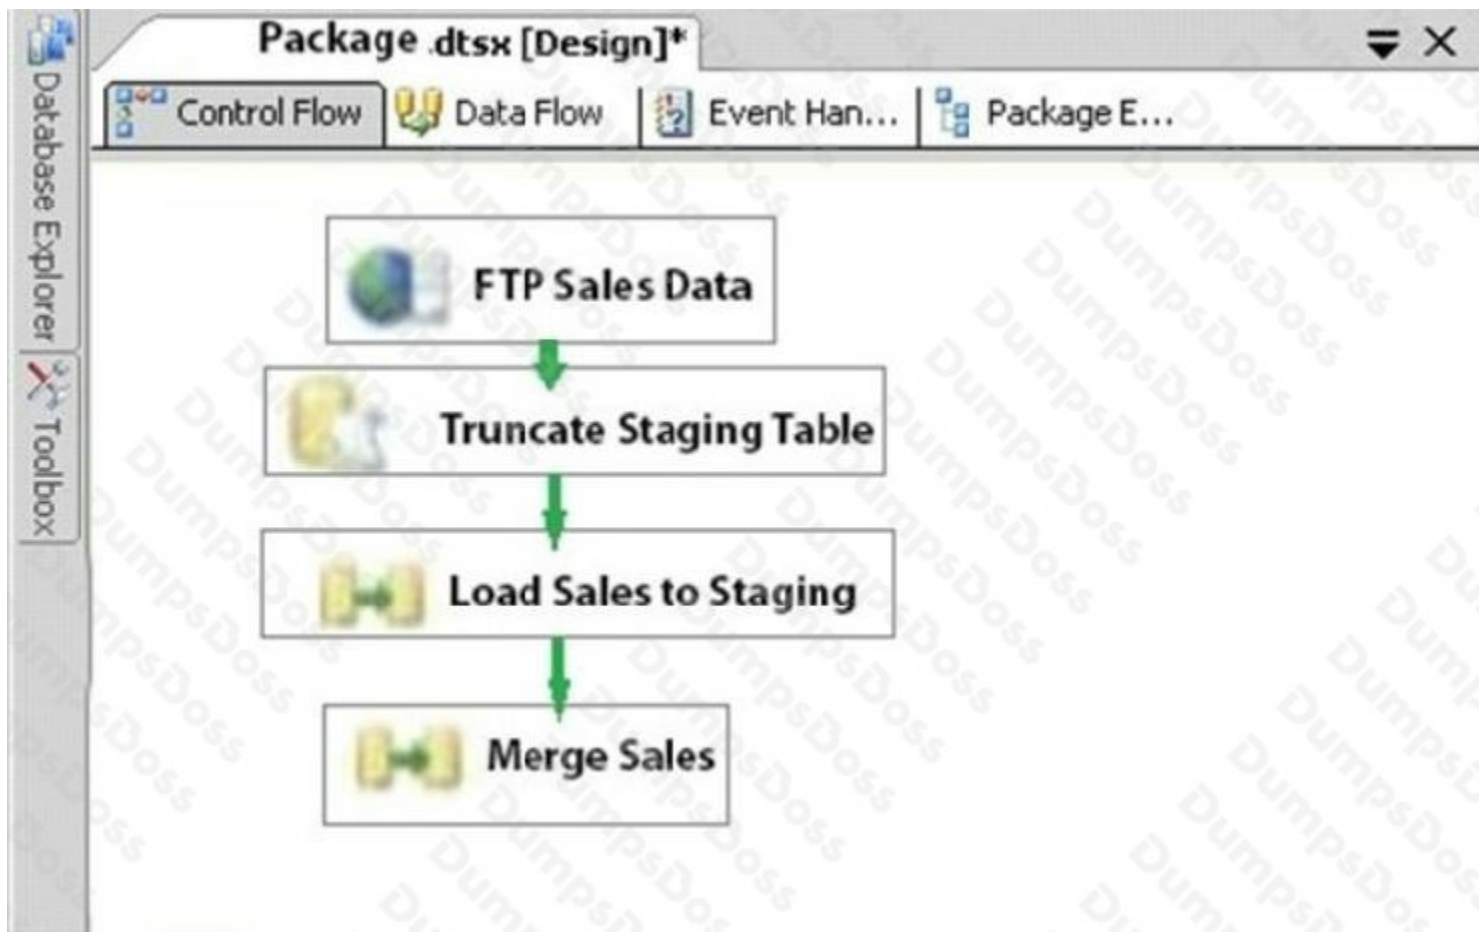 Package .dtsx [Design]*
Control Flow
Data Flow
Event Han...
Package E...
Database Explorer
Toolbox
FTP Sales Data
Truncate Staging Table
Load Sales to Staging
Merge Sales
DumpsDoss